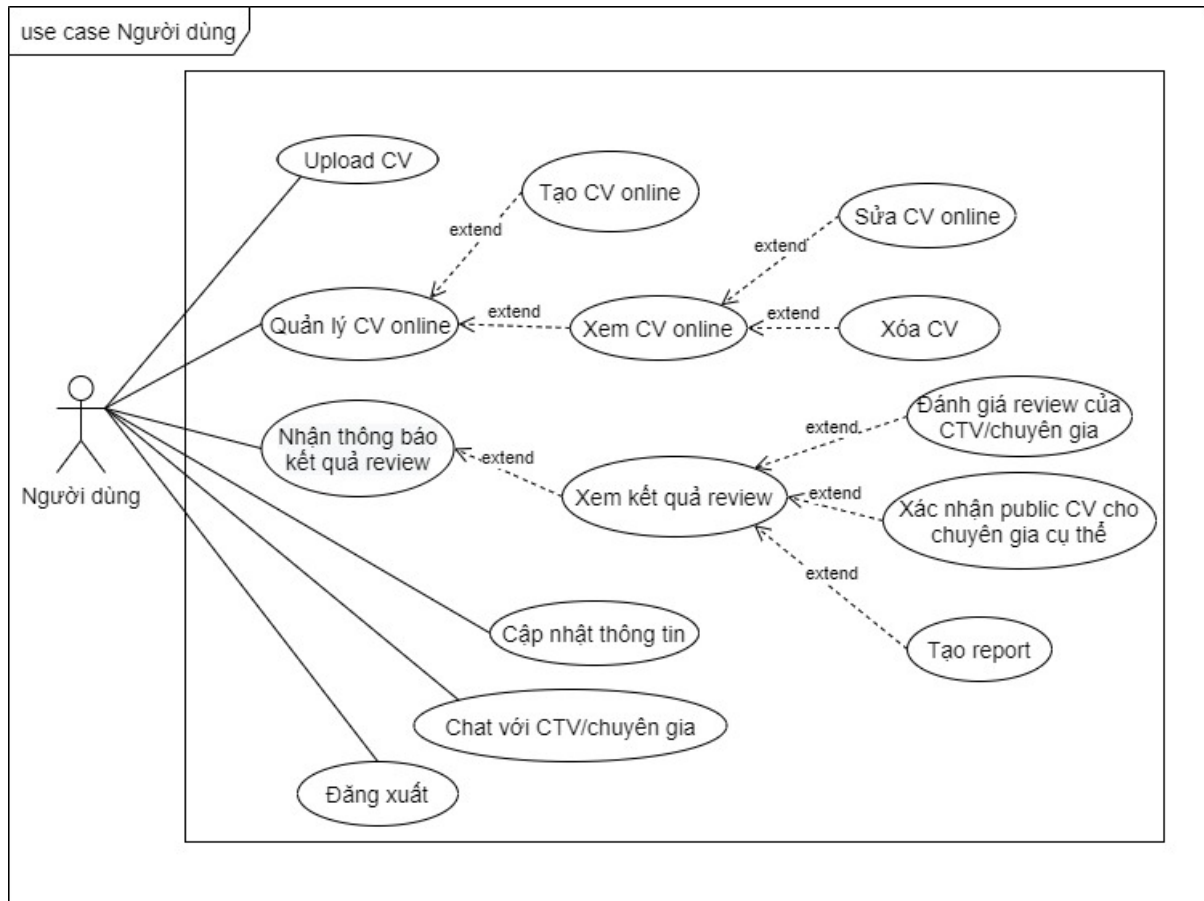 use case Người dùng
Upload CV
Tạo CV online
Sửa CV online
extend
extend
Quản lý CV online
extend
Xem CV online
extend
Xóa CV
Người dùng
Nhận thông báo
kết quả review
extend
Xem kết quả review
extend
Đánh giá review của
CTV/chuyên gia
extend
Xác nhận public CV cho
chuyên gia cụ thể
extend
Tạo report
Cập nhật thông tin
Chat với CTV/chuyên gia
Đăng xuất